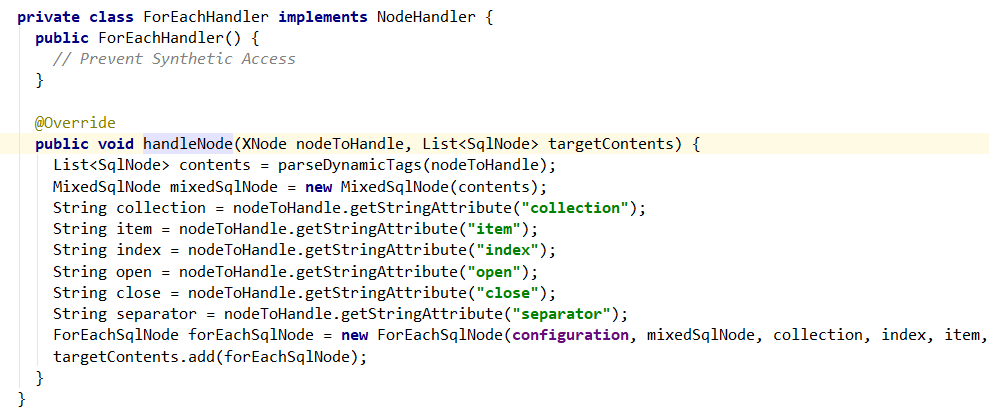 private class ForEachHandler implements NodeHandler {
public ForEachHandler() {
// Prevent Synthetic Access
}
@Override
public void handleNode(XNode nodeToHandle, List<SqlNode> targetContents) {
List<SqlNode> contents = parseDynamicTags(nodeToHandle);
MixedSqlNode mixedSqlNode = new MixedSqlNode(contents);
String collection = nodeToHandle.getStringAttribute("collection");
String item = nodeToHandle.getStringAttribute("item");
String index = nodeToHandle.getStringAttribute("index");
String open = nodeToHandle.getStringAttribute("open");
String close = nodeToHandle.getStringAttribute("close");
String separator = nodeToHandle.getStringAttribute("separator");
ForEachSqlNode forEachSqlNode = new ForEachSqlNode(configuration, mixedSqlNode, collection, index, item,
targetContents.add(forEachSqlNode);
}
}